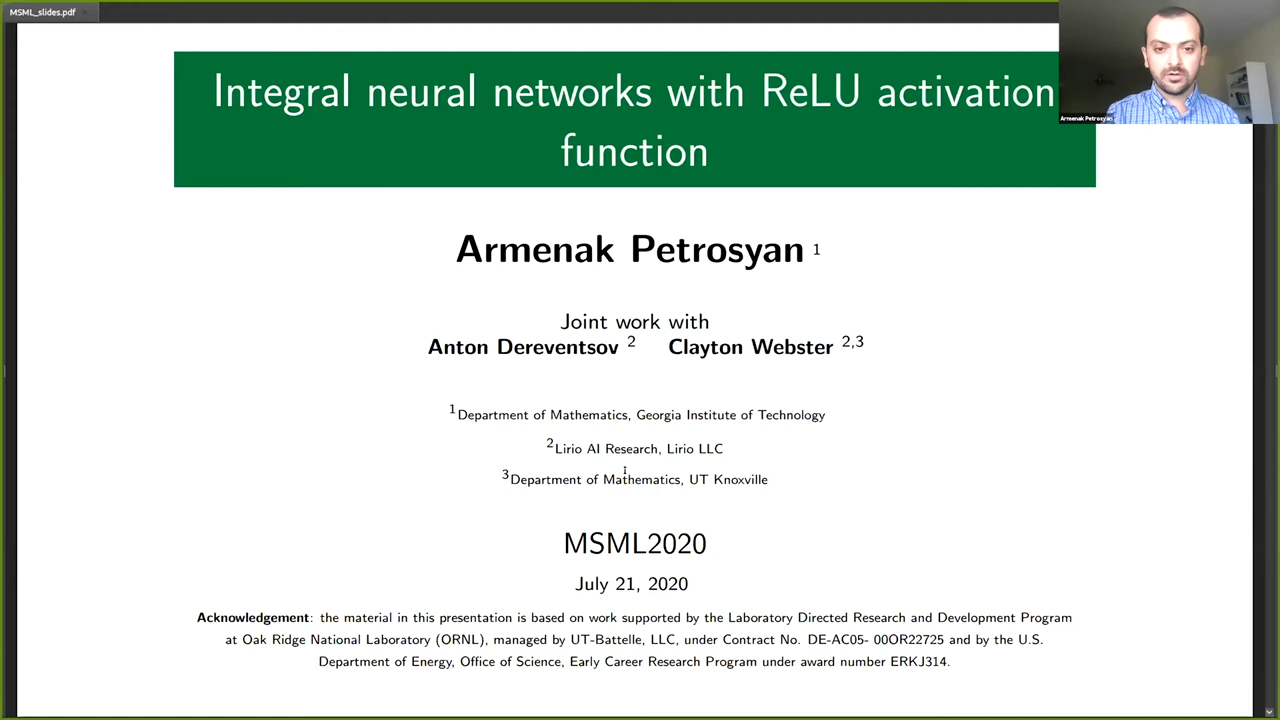 MSML_slides.pdf
Integral neural networks with ReLU activation
function
Armenak Petrosyan
Armenak Petrosyan 1
Joint work with
Anton Dereventsov 2 Clayton Webster 2,3
1Department of Mathematics, Georgia Institute of Technology
2Lirio AI Research, Lirio LLC
3Department of Mathematics, UT Knoxville
MSML2020
July 21, 2020
Acknowledgement: the material in this presentation is based on work supported by the Laboratory Directed Research and Development Program
at Oak Ridge National Laboratory (ORNL), managed by UT-Battelle, LLC, under Contract No. DE-AC05- 00OR22725 and by the U.S.
Department of Energy, Office of Science, Early Career Research Program under award number ERKJ314.